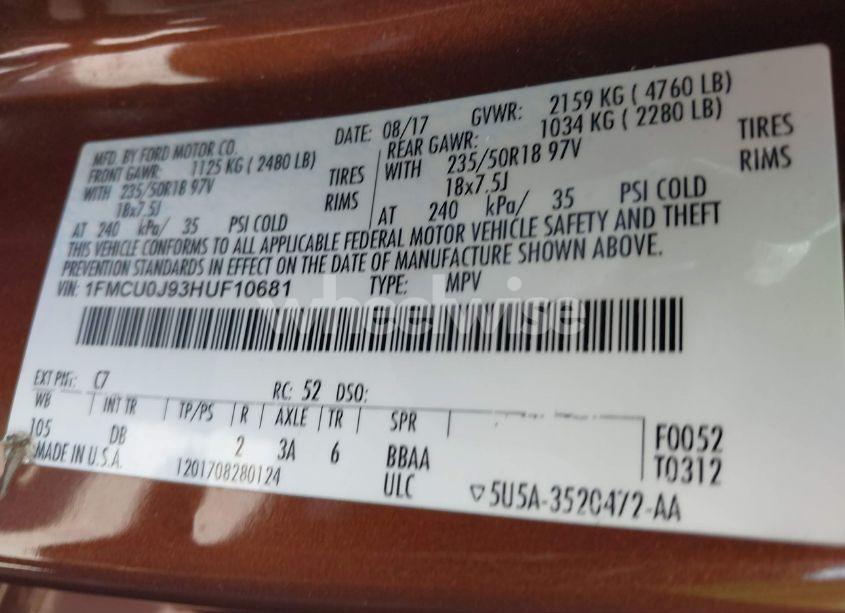 MFD. BY FORD MOTOR CO.
DATE: 08/17
GVWR: 2159 KG ( 4760 LB)
FRONT GAWR: 1125 KG ( 2480 LB)
REAR GAWR: 1034 KG ( 2280 LB)
WITH 235/50R18 97V TIRES
WITH 235/50R18 97V TIRES
18x7.5J RIMS
18x7.5J RIMS
AT 240 kPa/ 35 PSI COLD
AT 240 kPa/ 35 PSI COLD
THIS VEHICLE CONFORMS TO ALL APPLICABLE FEDERAL MOTOR VEHICLE SAFETY AND THEFT
PREVENTION STANDARDS IN EFFECT ON THE DATE OF MANUFACTURE SHOWN ABOVE.
VIN: 1FMCU0J93HUF10681 TYPE: MPV
wheelwise
EXT PNT: C7 RC: 52 DSO:
WB INT TR TP/PS R AXLE TR SPR
105 DB 2 3A 6 BBAA F0052
MADE IN U.S.A. 1201708280124 ULC T0312
5U5A-3520472-AA